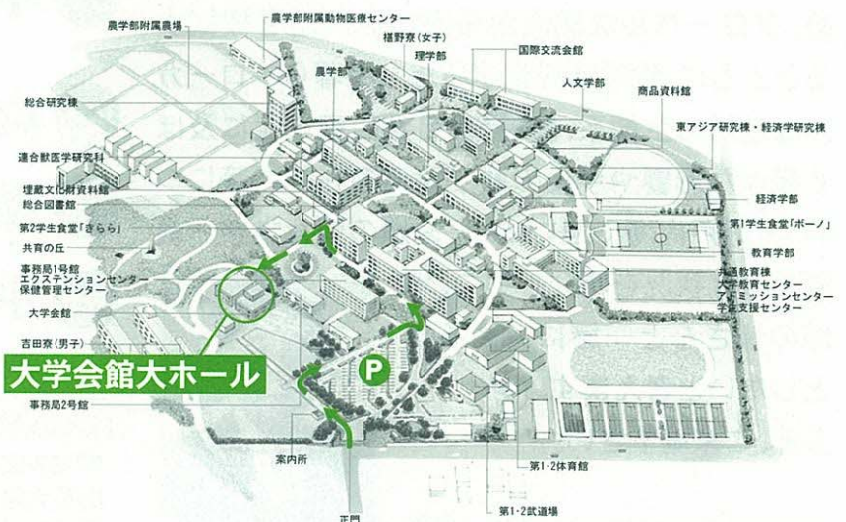 農学部附属動物医療センター
農学部附属農場
椹野寮(女子)
理学部
国際交流会館
農学部
人文学部
商品資料館
総合研究棟
東アジア研究棟・経済学研究棟
連合獣医学研究科
埋蔵文化財資料館
総合図書館
経済学部
第2学生食堂「きらら」
第1学生食堂「ボーノ」
共育の丘
教育学部
事務局1号館
エクステンションセンター
保健管理センター
共通教育棟
大学教育センター
アドミッションセンター
学生支援センター
大学会館
吉田寮(男子)
大学会館大ホール
P
事務局2号館
案内所
第1・2体育館
第1・2武道場
正門